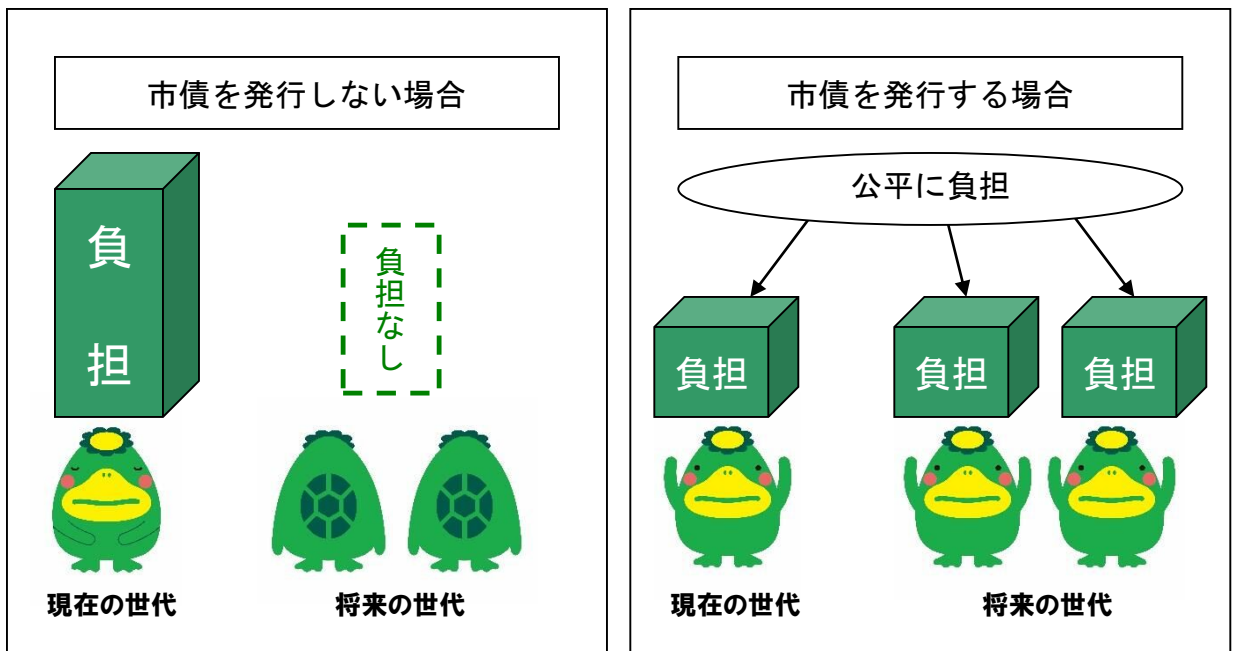 市債を発行しない場合
負担
負担なし
現在の世代
将来の世代
市債を発行する場合
公平に負担
負担
負担
負担
現在の世代
将来の世代